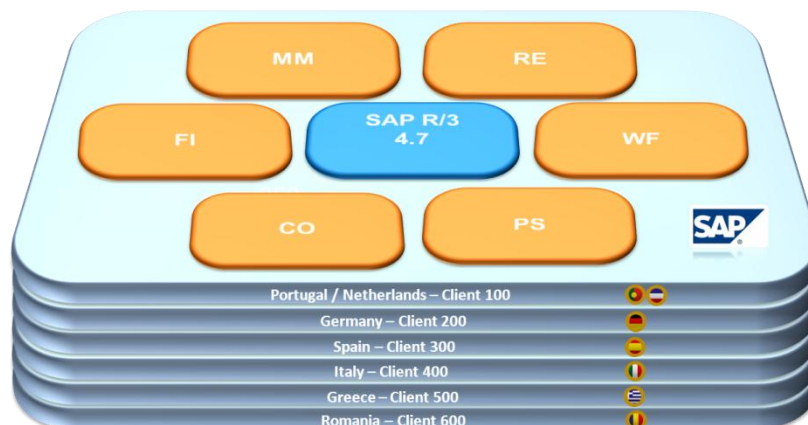 MM
RE
FI
SAP R/3
4.7
WF
CO
PS
SAP
Portugal / Netherlands – Client 100
Germany – Client 200
Spain – Client 300
Italy – Client 400
Greece – Client 500
Romania – Client 600